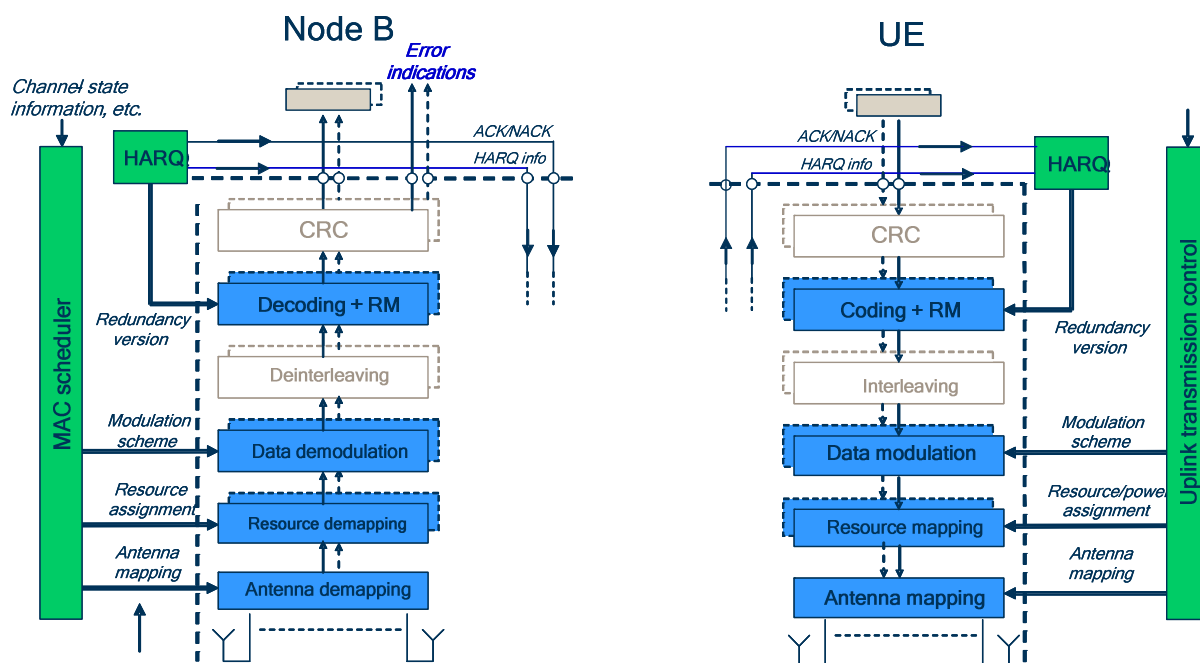 Node B
UE
Error
indications
Channel state
information, etc.
HARQ
ACK/NACK
HARQ info
CRC
Decoding + RM
Redundancy
version
Deinterleaving
MAC scheduler
Modulation
scheme
Data demodulation
Resource
assignment
Resource demapping
Antenna
mapping
Antenna demapping
ACK/NACK
HARQ info
HARQ
CRC
Coding + RM
Redundancy
version
Interleaving
Uplink transmission control
Modulation
scheme
Data modulation
Resource/power
assignment
Resource mapping
Antenna
mapping
Antenna mapping